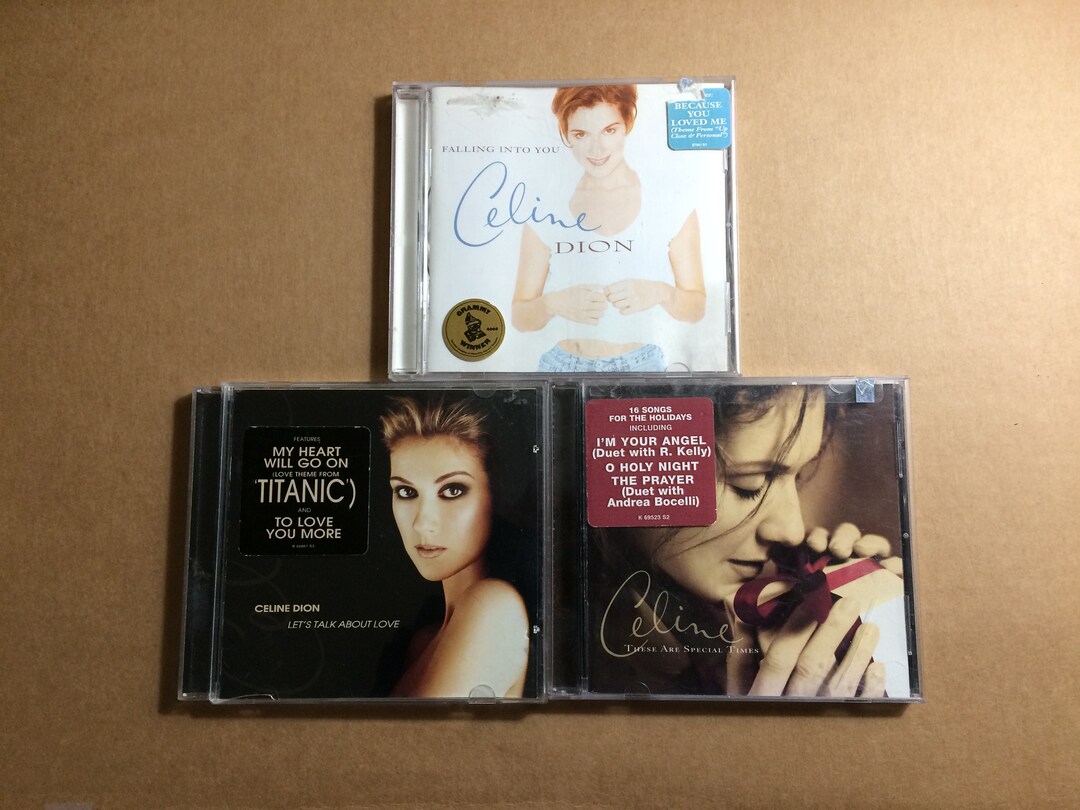 BECAUSE
YOU
LOVED ME
(Theme From "Up
Close & Personal")
FALLING INTO YOU
Celine
DION
GRAMMY
WINNER
FEATURES
MY HEART
WILL GO ON
(LOVE THEME FROM
'TITANIC')
AND
TO LOVE
YOU MORE
CELINE DION
LET'S TALK ABOUT LOVE
16 SONGS
FOR THE HOLIDAYS
INCLUDING
I'M YOUR ANGEL
(Duet with R. Kelly)
O HOLY NIGHT
THE PRAYER
(Duet with
Andrea Bocelli)
K 69523 S2
Celine
THESE ARE SPECIAL TIMES